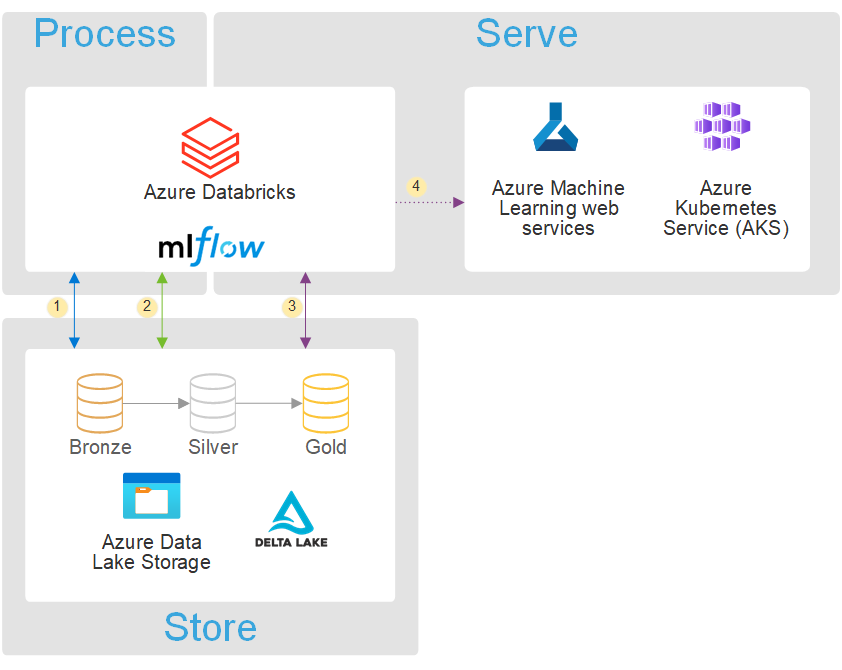 Process
Serve
Azure Databricks
mlflow
4
Azure Machine
Learning web
services
Azure
Kubernetes
Service (AKS)
1
2
3
Bronze
Silver
Gold
Azure Data
Lake Storage
DELTA LAKE
Store